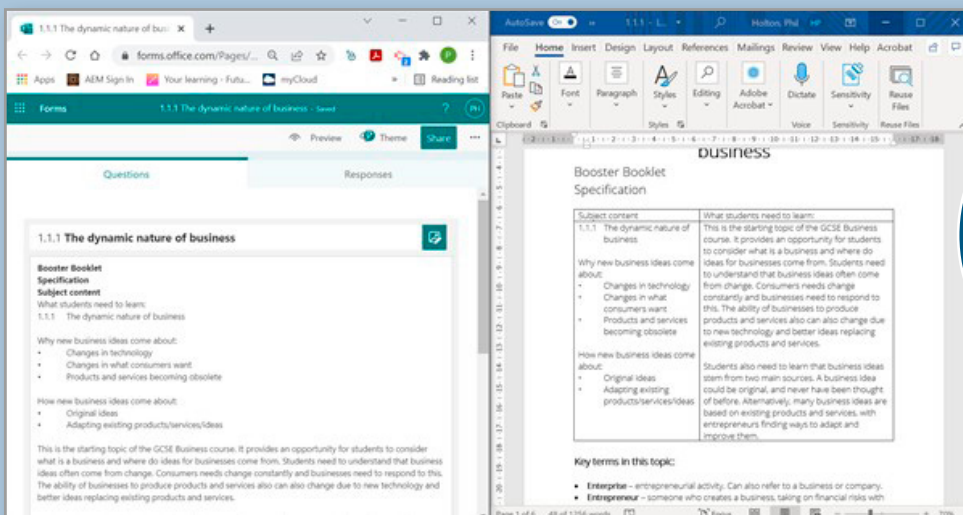 1.1.1 The dynamic nature of busi
forms.office.com/Pages/...
Apps
AEM Sign In
Your learning - Futu...
myCloud
»
Reading list
Forms
1.1.1 The dynamic nature of business - Saved
?
PH
Preview
Theme
Share
...
Questions
Responses
1.1.1 The dynamic nature of business
Booster Booklet
Specification
Subject content
What students need to learn:
1.1.1 The dynamic nature of business
Why new business ideas come about:
• Changes in technology
• Changes in what consumers want
• Products and services becoming obsolete
How new business ideas come about:
• Original ideas
• Adapting existing products/services/ideas
This is the starting topic of the GCSE Business course. It provides an opportunity for students to consider
what is a business and where do ideas for businesses come from. Students need to understand that business
ideas often come from change. Consumers needs change constantly and businesses need to respond to this.
The ability of businesses to produce products and services also can also change due to new technology and
better ideas replacing existing products and services.
AutoSave On
1.1.1 - L...
Holton, Phil
HP
File Home Insert Design Layout References Mailings Review View Help Acrobat
Paste
Font
Paragraph
Styles
Editing
Adobe
Acrobat
Dictate
Sensitivity
Reuse
Files
Clipboard
Styles
Voice
Sensitivity
Reuse Files
business
Booster Booklet
Specification
Subject content
1.1.1 The dynamic nature of
business
Why new business ideas come
about:
• Changes in technology
• Changes in what
consumers want
• Products and services
becoming obsolete
How new business ideas come
about:
• Original ideas
• Adapting existing
products/services/ideas
What students need to learn:
This is the starting topic of the GCSE Business
course. It provides an opportunity for students
to consider what is a business and where do
ideas for businesses come from. Students need
to understand that business ideas often come
from change. Consumers needs change
constantly and businesses need to respond to
this. The ability of businesses to produce
products and services also can also change due
to new technology and better ideas replacing
existing products and services.
Students also need to learn that business ideas
stem from two main sources. A business idea
could be original, and never have been thought
of before. Alternatively, many business ideas are
based on existing products and services, with
entrepreneurs finding ways to adapt and
improve them.
Key terms in this topic:
• Enterprise – entrepreneurial activity. Can also refer to a business or company.
• Entrepreneur – someone who creates a business, taking on financial risks with
Page 1 of 6
48 of 1256 words
Focus
70%